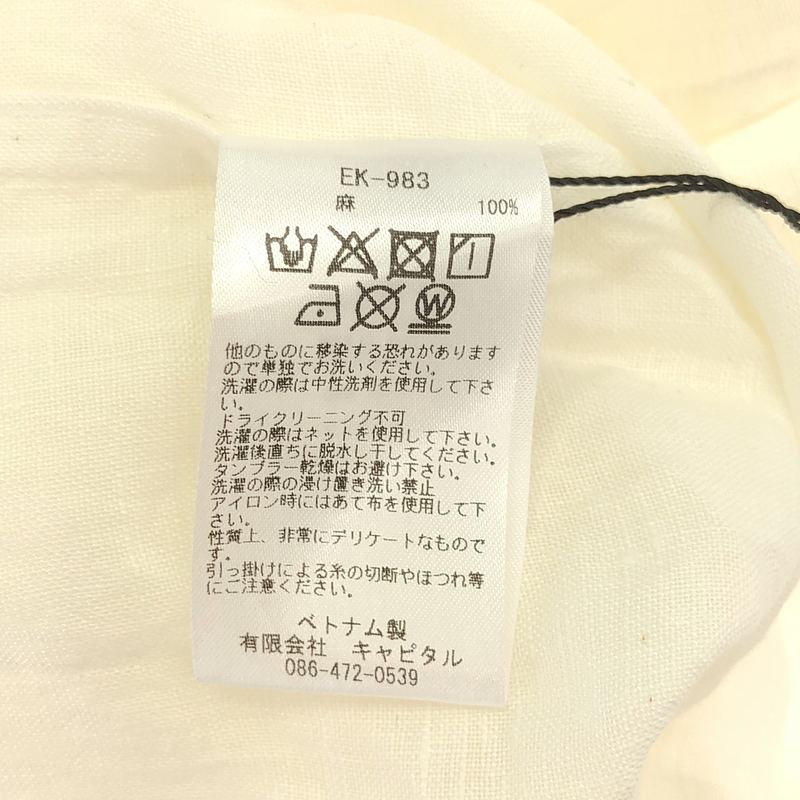 EK-983
麻 100%
W
他のものに移染する恐れがあります
ので単独でお洗いください。
洗濯の際は中性洗剤を使用して下さ
い。
ドライクリーニング不可
洗濯の際はネットを使用して下さい。
洗濯後直ちに脱水し干してください。
タンブラー乾燥はお避け下さい。
洗濯の際の浸け置き洗い禁止
アイロン時にはあて布を使用して下
さい。
性質上、非常にデリケートなもので
す。
引っ掛けによる糸の切断やほつれ等
にご注意ください。
ベトナム製
有限会社 キャピタル
086-472-0539